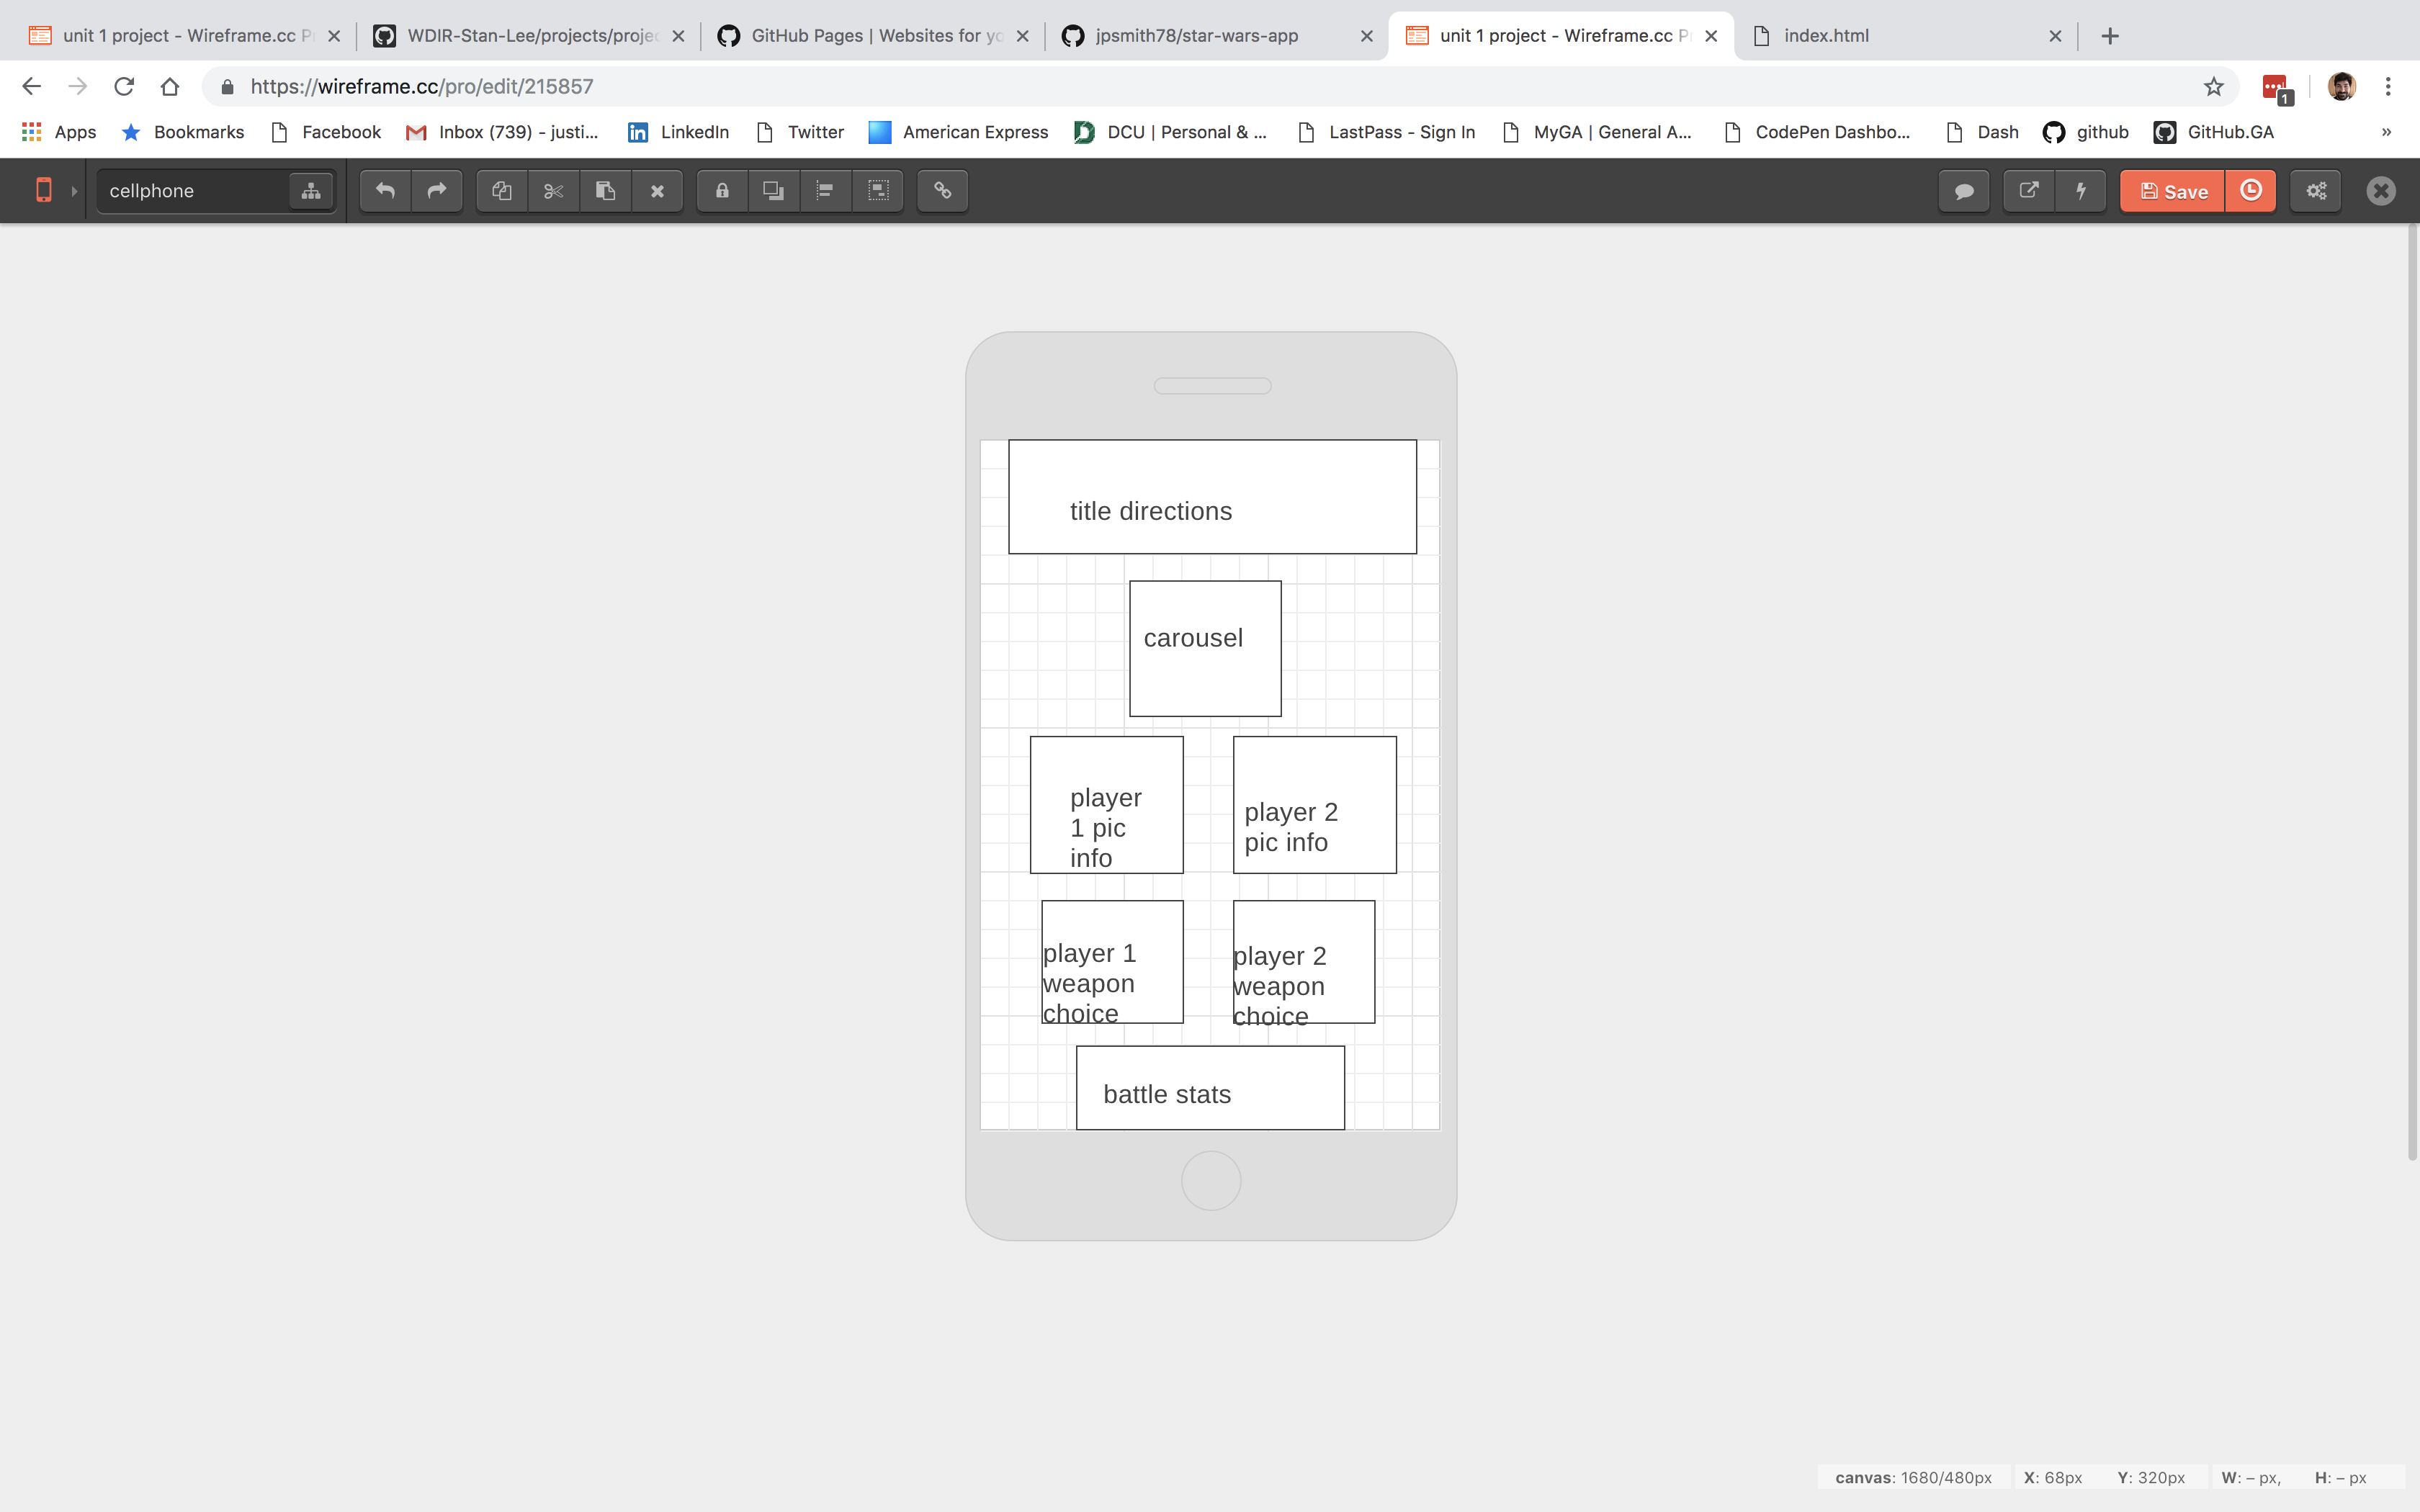 unit 1 project - Wireframe.cc P
WDIR-Stan-Lee/projects/projec
GitHub Pages | Websites for yo
jpsmith78/star-wars-app
unit 1 project - Wireframe.cc P
index.html
https://wireframe.cc/pro/edit/215857
1
Apps
Bookmarks
Facebook
Inbox (739) - justi...
LinkedIn
Twitter
American Express
DCU | Personal & ...
LastPass - Sign In
MyGA | General A...
CodePen Dashbo...
Dash
github
GitHub.GA
»
cellphone
Save
title directions
carousel
player
1 pic
info
player 2
pic info
player 1
weapon
choice
player 2
weapon
choice
battle stats
canvas: 1680/480px X: 68px Y: 320px W: – px, H: – px